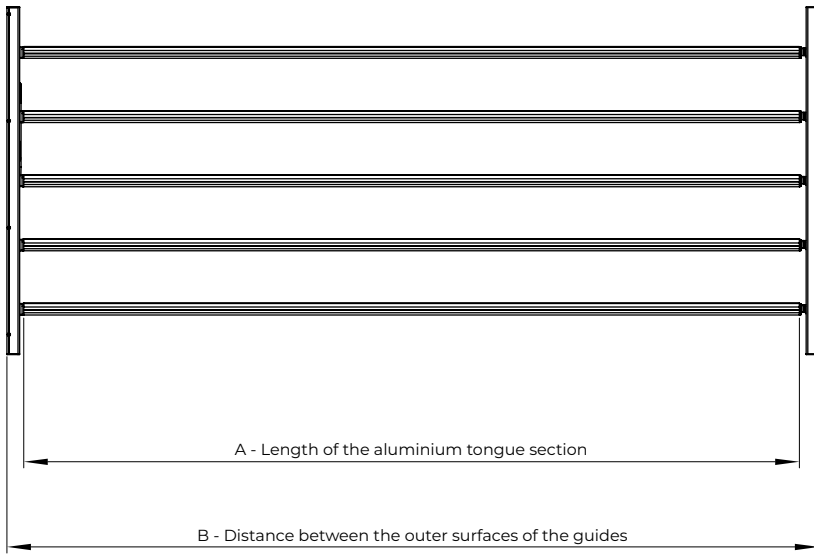 A - Length of the aluminium tongue section
B - Distance between the outer surfaces of the guides